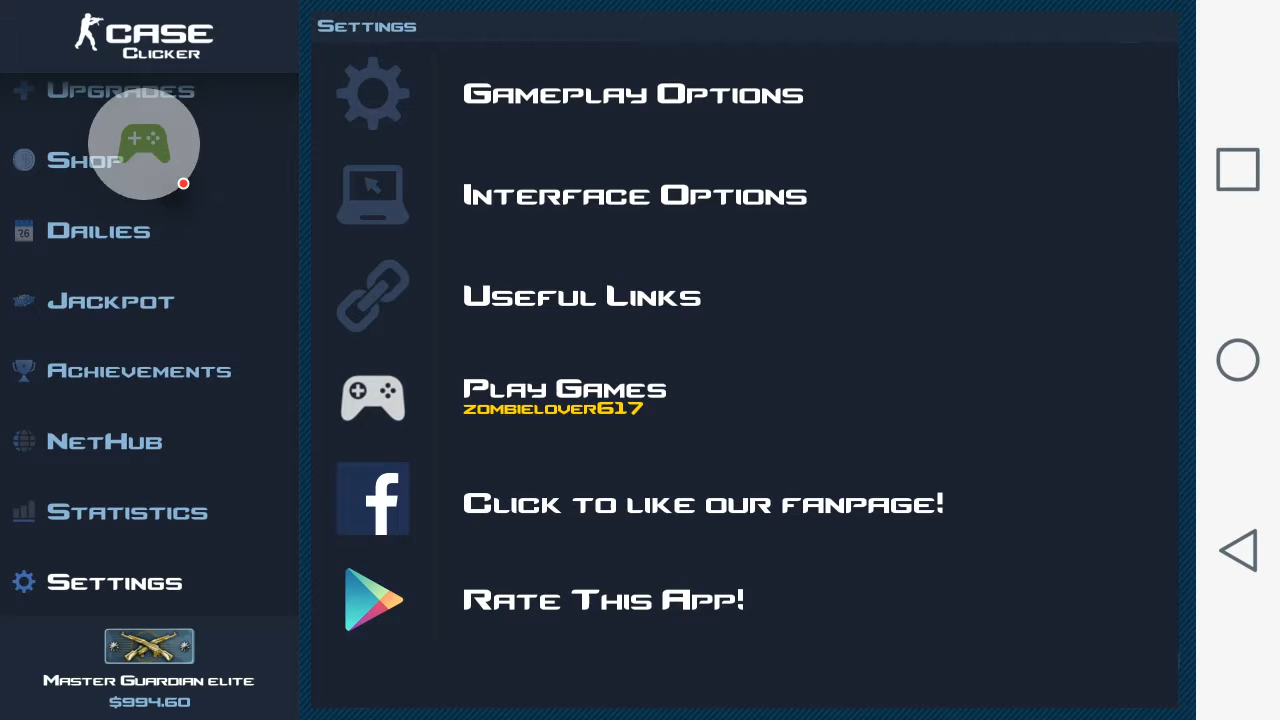 CASE
CLICKER
UPGRADES
SHOP
26
DAILIES
JACKPOT
ACHIEVEMENTS
NETHUB
STATISTICS
SETTINGS
MASTER GUARDIAN ELITE
$994.60
SETTINGS
GAMEPLAY OPTIONS
INTERFACE OPTIONS
USEFUL LINKS
PLAY GAMES
ZOMBIELOVER617
f
CLICK TO LIKE OUR FANPAGE!
RATE THIS APP!